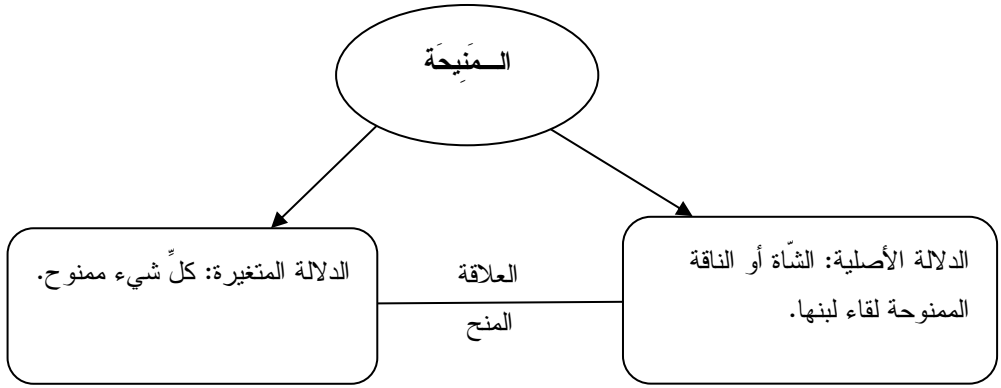 الـــمَنِيحَة
الدلالة الأصلية: الشّاة أو الناقة
الممنوحة لقاء لبنها.
العلاقة
المنح
الدلالة المتغيرة: كلِّ شيء ممنوح.